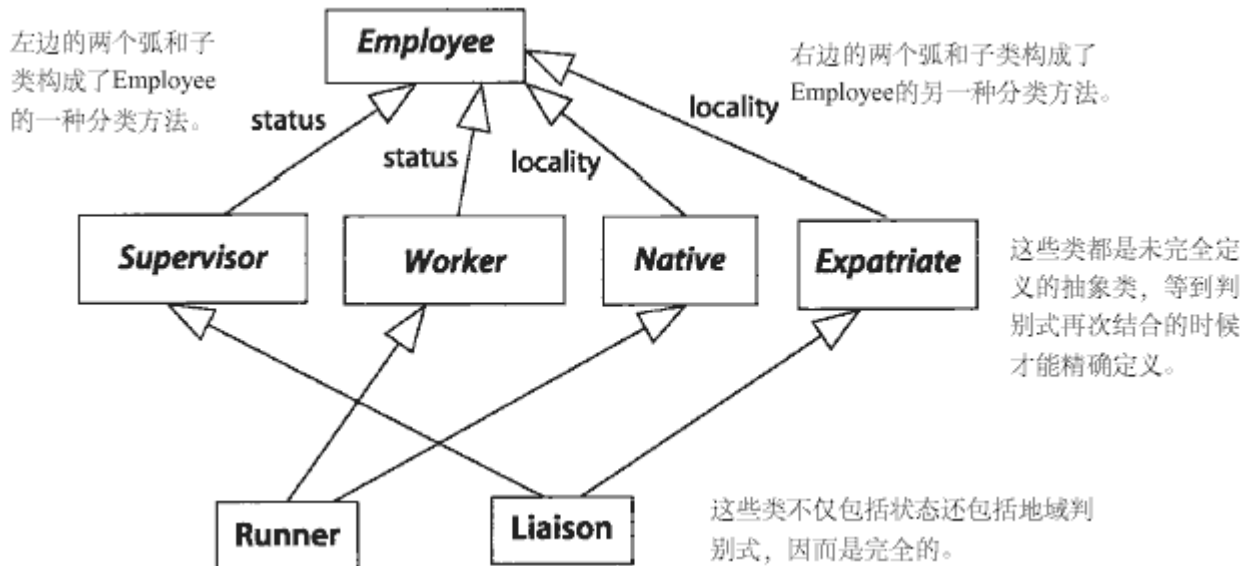 左边的两个弧和子
类构成了Employee
的一种分类方法。
Employee
右边的两个弧和子类构成了
Employee的另一种分类方法。
status
status
locality
locality
Supervisor
Worker
Native
Expatriate
这些类都是未完全定
义的抽象类，等到判
别式再次结合的时候
才能精确定义。
Runner
Liaison
这些类不仅包括状态还包括地域判
别式，因而是完全的。